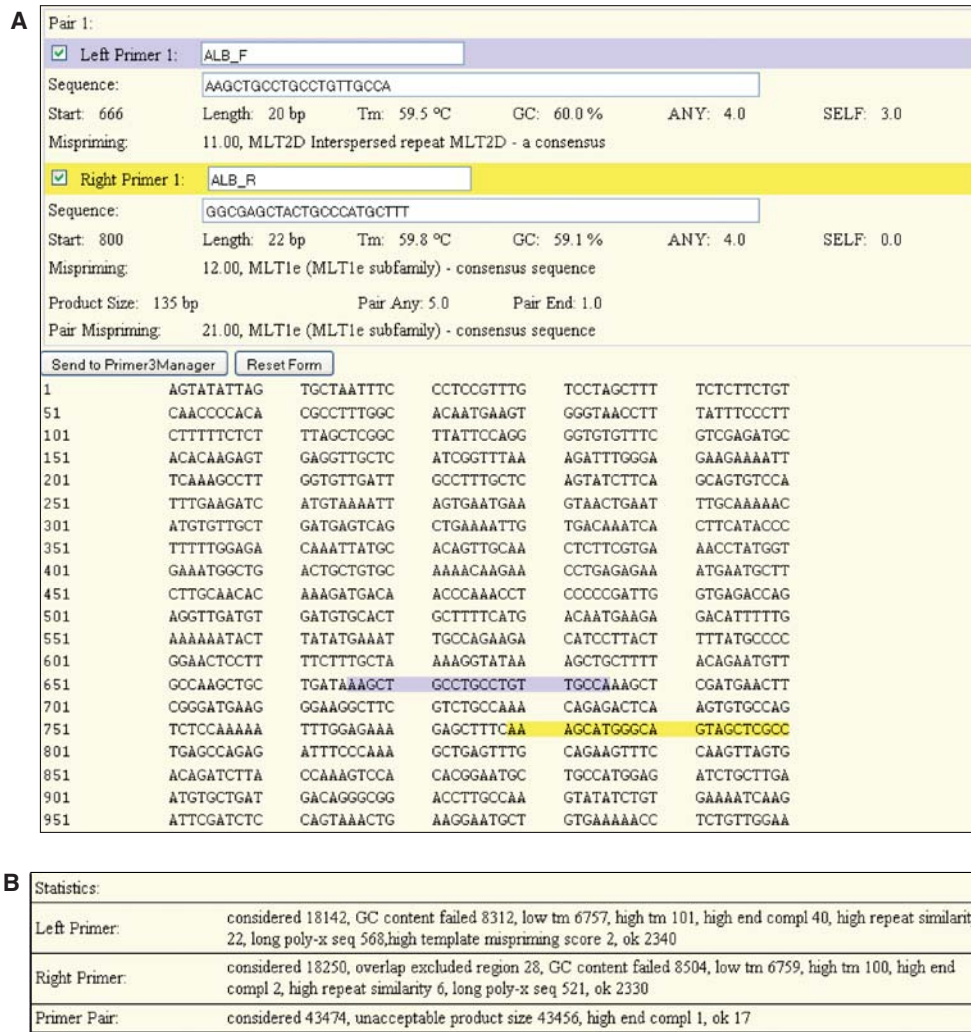 A
Pair 1:
Left Primer 1: ALB_F
Sequence: AAGCTGCCTGCCTGTTGCCA
Start: 666 Length: 20 bp Tm: 59.5 ºC GC: 60.0 % ANY: 4.0 SELF: 3.0
Mispriming: 11.00, MLT2D Interspersed repeat MLT2D - a consensus
Right Primer 1: ALB_R
Sequence: GGCGAGCTACTGCCCATGCTTT
Start: 800 Length: 22 bp Tm: 59.8 ºC GC: 59.1 % ANY: 4.0 SELF: 0.0
Mispriming: 12.00, MLT1e (MLT1e subfamily) - consensus sequence
Product Size: 135 bp Pair Any: 5.0 Pair End: 1.0
Pair Mispriming: 21.00, MLT1e (MLT1e subfamily) - consensus sequence
Send to Primer3Manager Reset Form
1 AGTATATTAG TGCTAATTTC CCTCCGTTTG TCCTAGCTTT TCTCTTCTGT
51 CAACCCCACA CGCCTTTGGC ACAATGAAGT GGGTAACCTT TATTTCCCTT
101 CTTTTTCTCT TTAGCTCGGC TTATTCCAGG GGTGTGTTTC GTCGAGATGC
151 ACACAAGAGT GAGGTTGCTC ATCGGTTTAA AGATTTGGGA GAAGAAAATT
201 TCAAAGCCTT GGTGTTGATT GCCTTTGCTC AGTATCTTCA GCAGTGTCCA
251 TTTGAAGATC ATGTAAAATT AGTGAATGAA GTAACTGAAT TTGCAAAAAC
301 ATGTGTTGCT GATGAGTCAG CTGAAAATTG TGACAAATCA CTTCATACCC
351 TTTTTGGAGA CAAATTATGC ACAGTTGCAA CTCTTCGTGA AACCTATGGT
401 GAAATGGCTG ACTGCTGTGC AAAACAAGAA CCTGAGAGAA ATGAATGCTT
451 CTTGCAACAC AAAGATGACA ACCCAAACCT CCCCCGATTG GTGAGACCAG
501 AGGTTGATGT GATGTGCACT GCTTTTCATG ACAATGAAGA GACATTTTTG
551 AAAAAATACT TATATGAAAT TGCCAGAAGA CATCCTTACT TTTATGCCCC
601 GGAACTCCTT TTCTTTGCTA AAAGGTATAA AGCTGCTTTT ACAGAATGTT
651 GCCAAGCTGC TGATAAAGCT GCCTGCCTGT TGCCAAAGCT CGATGAACTT
701 CGGGATGAAG GGAAGGCTTC GTCTGCCAAA CAGAGACTCA AGTGTGCCAG
751 TCTCCAAAAA TTTGGAGAAA GAGCTTTCAA AGCATGGGCA GTAGCTCGCC
801 TGAGCCAGAG ATTTCCCAAA GCTGAGTTTG CAGAAGTTTC CAAGTTAGTG
851 ACAGATCTTA CCAAAGTCCA CACGGAATGC TGCCATGGAG ATCTGCTTGA
901 ATGTGCTGAT GACAGGGCGG ACCTTGCCAA GTATATCTGT GAAAATCAAG
951 ATTCGATCTC CAGTAAACTG AAGGAATGCT GTGAAAAACC TCTGTTGGAA
B
Statistics:
Left Primer: considered 18142, GC content failed 8312, low tm 6757, high tm 101, high end compl 40, high repeat similarit
22, long poly-x seq 568,high template mispriming score 2, ok 2340
Right Primer: considered 18250, overlap excluded region 28, GC content failed 8504, low tm 6759, high tm 100, high end
compl 2, high repeat similarity 6, long poly-x seq 521, ok 2330
Primer Pair: considered 43474, unacceptable product size 43456, high end compl 1, ok 17